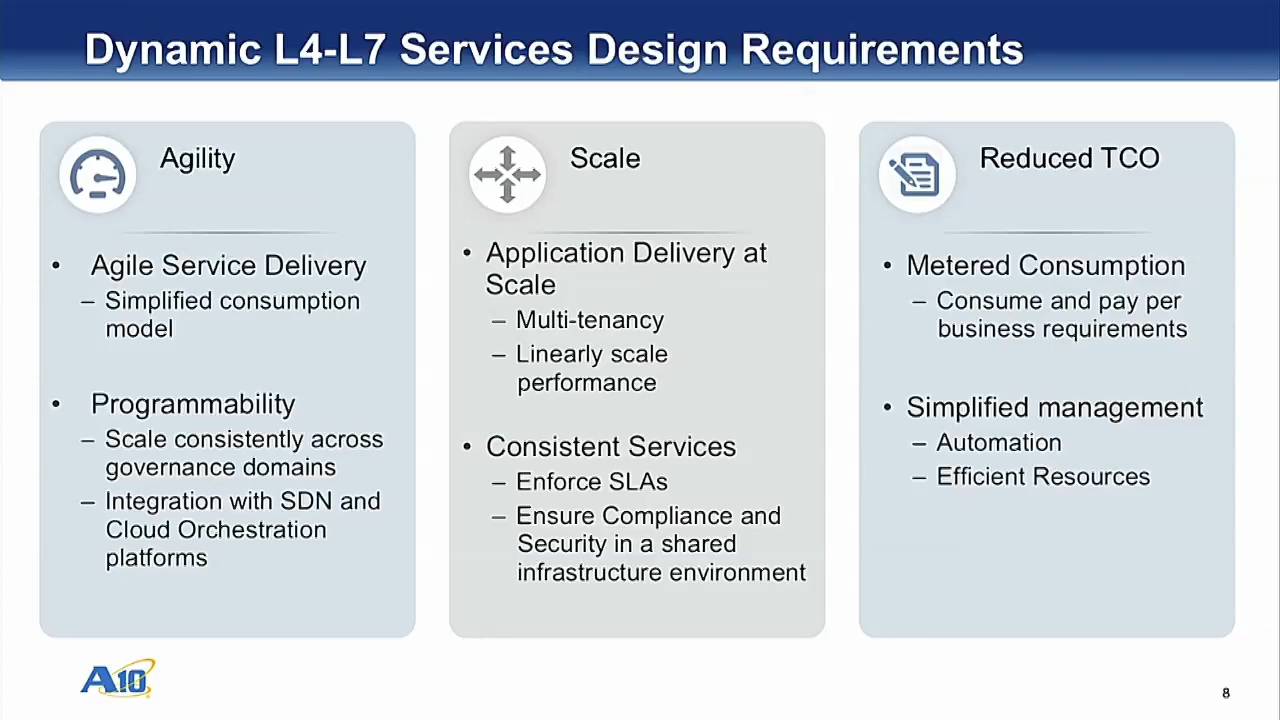 Dynamic L4-L7 Services Design Requirements
Agility
• Agile Service Delivery
– Simplified consumption
model
• Programmability
– Scale consistently across
governance domains
– Integration with SDN and
Cloud Orchestration
platforms
Scale
• Application Delivery at
Scale
– Multi-tenancy
– Linearly scale
performance
• Consistent Services
– Enforce SLAs
– Ensure Compliance and
Security in a shared
infrastructure environment
Reduced TCO
• Metered Consumption
– Consume and pay per
business requirements
• Simplified management
– Automation
– Efficient Resources
A10
8